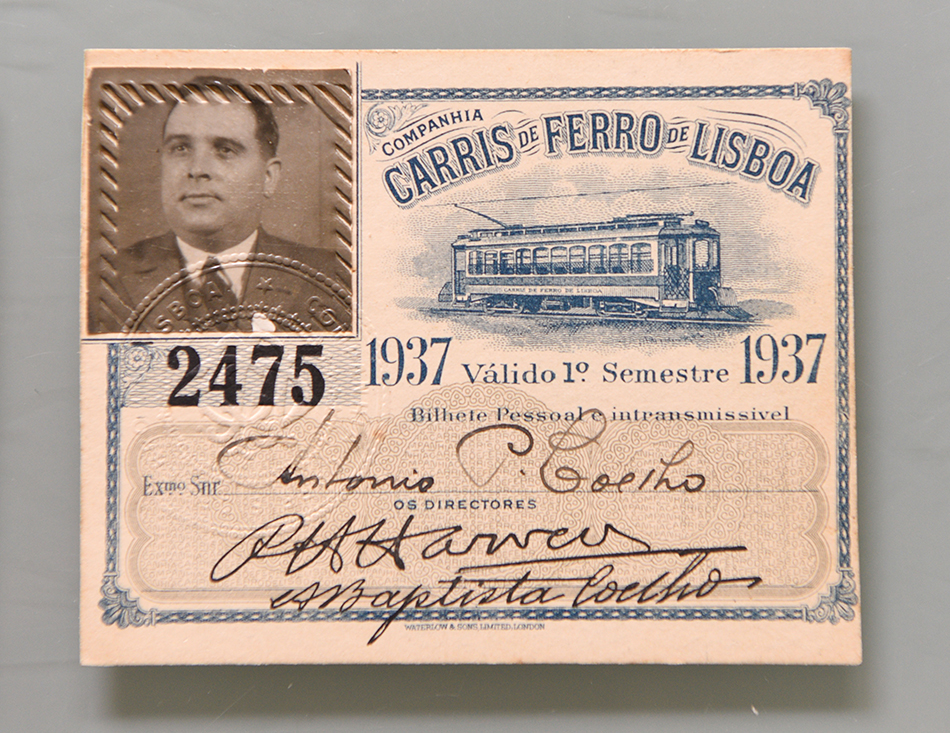 COMPANHIA
CARRIS DE FERRO DE LISBOA
CARRIS DE FERRO DE LISBOA
LISBOA
2475
1937 Válido 1º Semestre 1937
Bilhete Pessoal e intransmissivel
Exmo Snr. Antonio P. Coelho
OS DIRECTORES
A Baptista Coelho
WATERLOW & SONS, LIMITED, LONDON